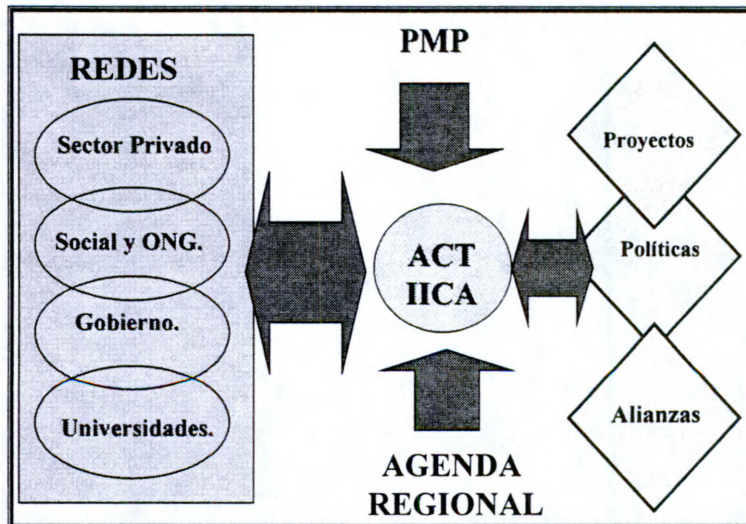 REDES
Sector Privado
Social y ONG.
Gobierno.
Universidades.
PMP
ACT
IICA
AGENDA
REGIONAL
Proyectos
Políticas
Alianzas